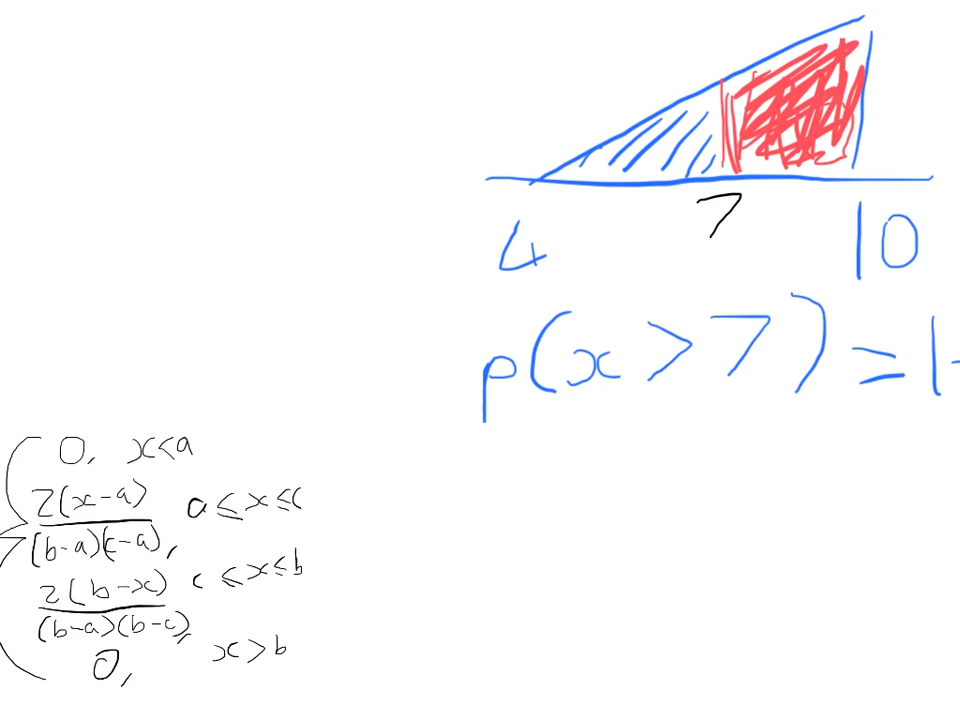 4 7 10
p(x > 7) = 1-
0, x<a
2(x-a)
a ≤ x ≤ c
(b-a)(c-a),
2(b-x)
c ≤ x ≤ b
(b-a)(b-c),
0, x > b